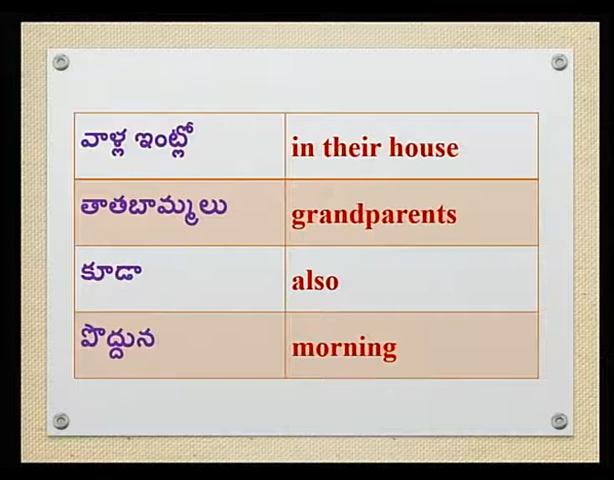 వాళ్ల ఇంట్లో in their house
తాతబామ్మలు grandparents
కూడా also
పొద్దున morning